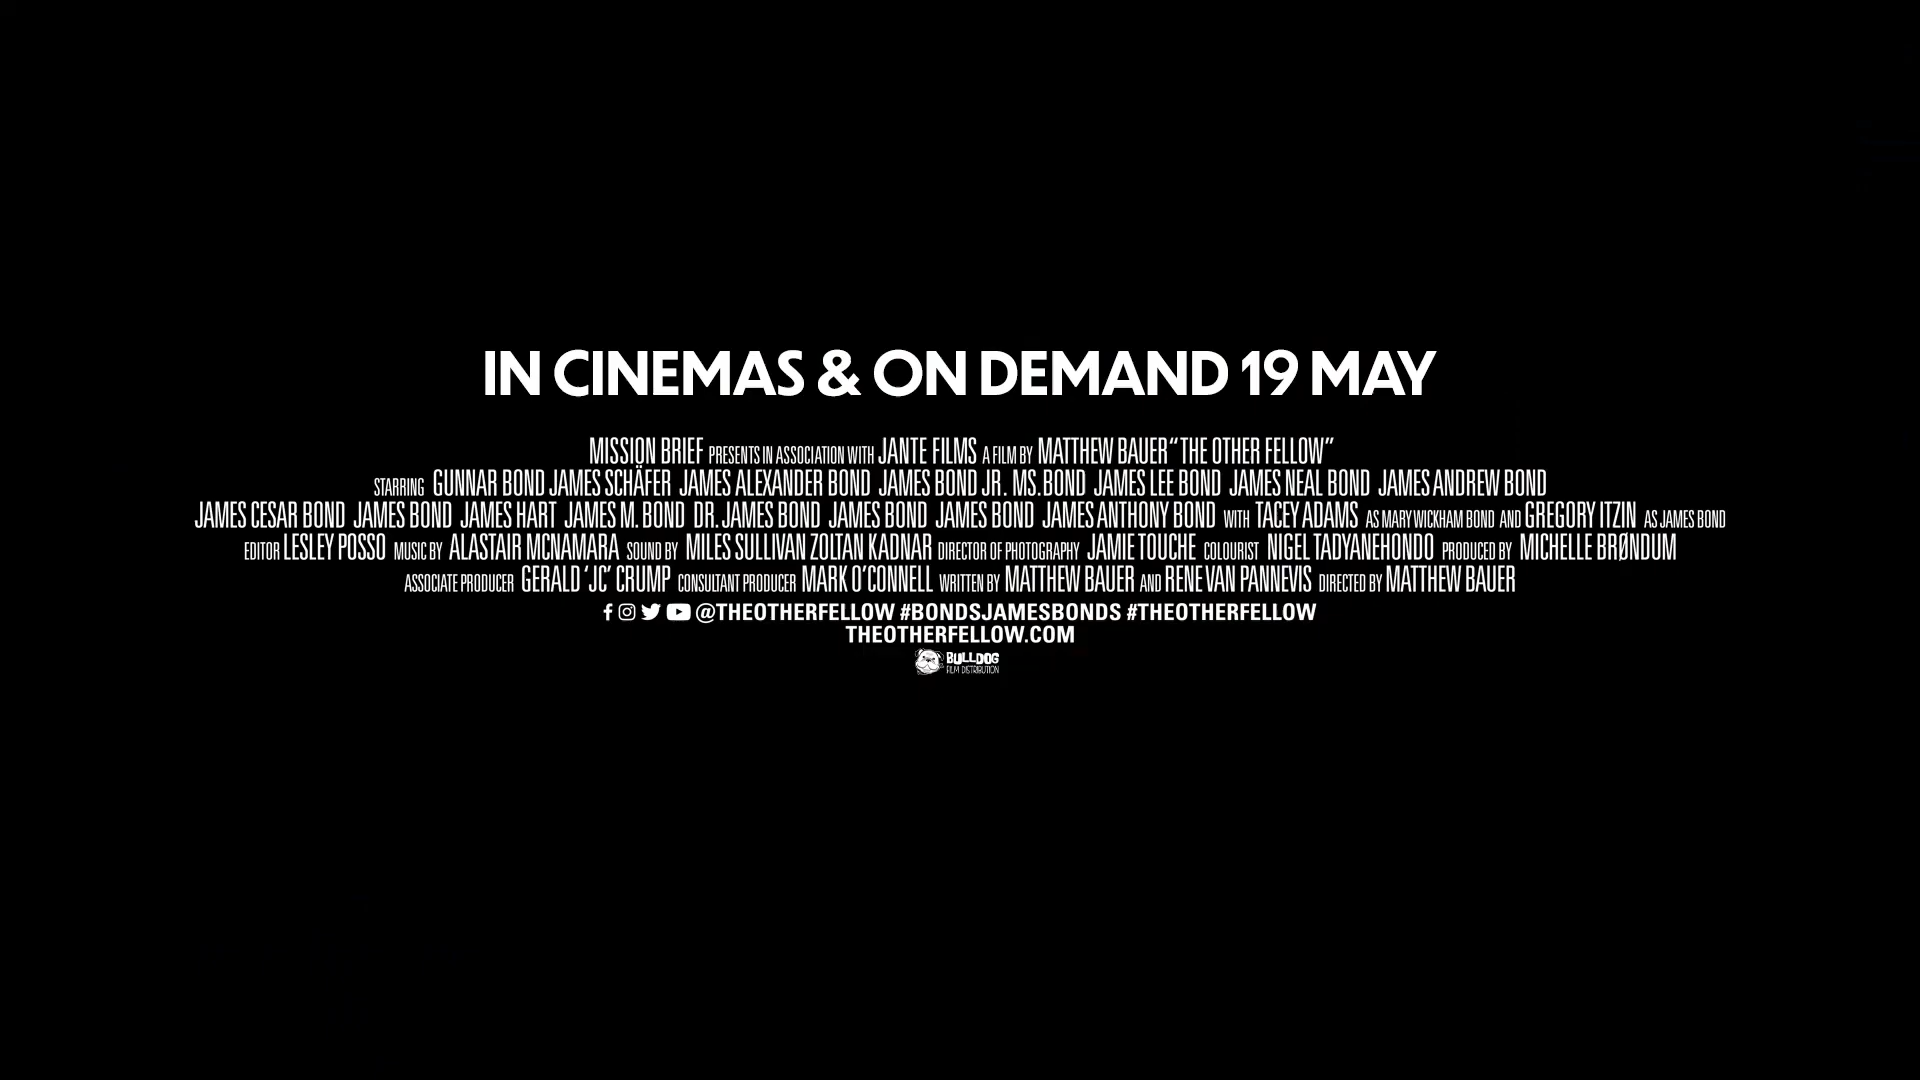 IN CINEMAS & ON DEMAND 19 MAY
MISSION BRIEF PRESENTS IN ASSOCIATION WITH JANTE FILMS A FILM BY MATTHEW BAUER "THE OTHER FELLOW"
STARRING GUNNAR BOND JAMES SCHÄFER JAMES ALEXANDER BOND JAMES BOND JR. MS. BOND JAMES LEE BOND JAMES NEAL BOND JAMES ANDREW BOND
JAMES CESAR BOND JAMES BOND JAMES HART JAMES M. BOND DR. JAMES BOND JAMES BOND JAMES BOND JAMES ANTHONY BOND WITH TACEY ADAMS AS MARY WICKHAM BOND AND GREGORY ITZIN AS JAMES BOND
EDITOR LESLEY POSSO MUSIC BY ALASTAIR MCNAMARA SOUND BY MILES SULLIVAN ZOLTAN KADNAR DIRECTOR OF PHOTOGRAPHY JAMIE TOUCHE COLOURIST NIGEL TADYANEHONDO PRODUCED BY MICHELLE BRØNDUM
ASSOCIATE PRODUCER GERALD 'JC' CRUMP CONSULTANT PRODUCER MARK O'CONNELL WRITTEN BY MATTHEW BAUER AND RENE VAN PANNEVIS DIRECTED BY MATTHEW BAUER
@THEOTHERFELLOW #BONDSJAMESBONDS #THEOTHERFELLOW
THEOTHERFELLOW.COM
BULLDOG
FILM DISTRIBUTION